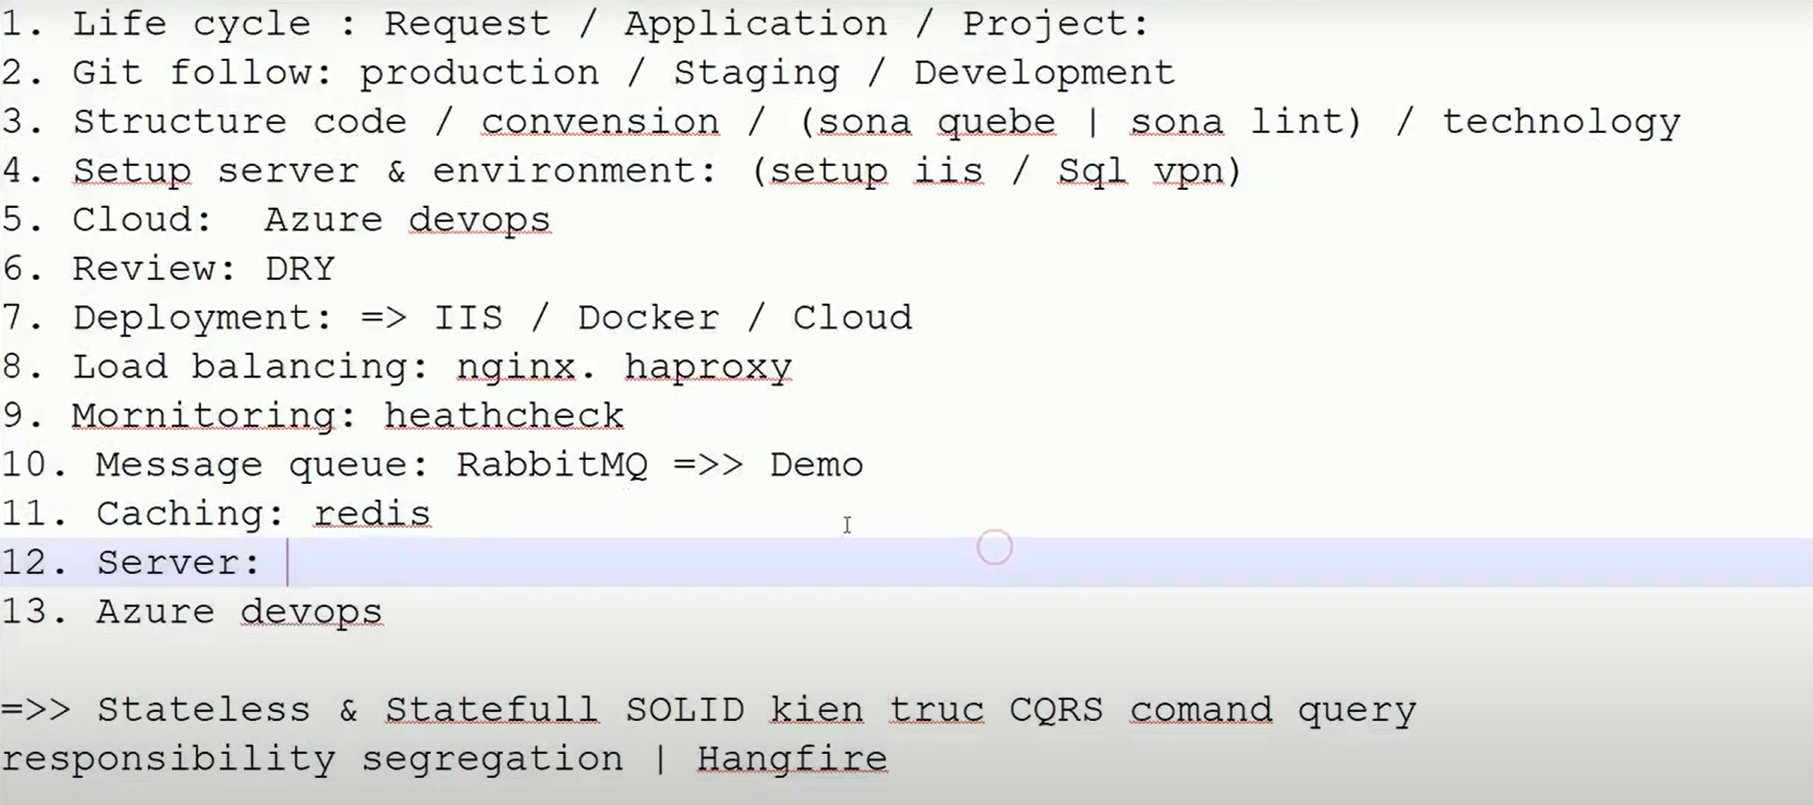 1. Life cycle : Request / Application / Project:
2. Git follow: production / Staging / Development
3. Structure code / convension / (sona quebe | sona lint) / technology
4. Setup server & environment: (setup iis / Sql vpn)
5. Cloud:  Azure devops
6. Review: DRY
7. Deployment: => IIS / Docker / Cloud
8. Load balancing: nginx. haproxy
9. Mornitoring: heathcheck
10. Message queue: RabbitMQ =>> Demo
11. Caching: redis
12. Server:
13. Azure devops
=>> Stateless & Statefull SOLID kien truc CQRS comand query
responsibility segregation | Hangfire